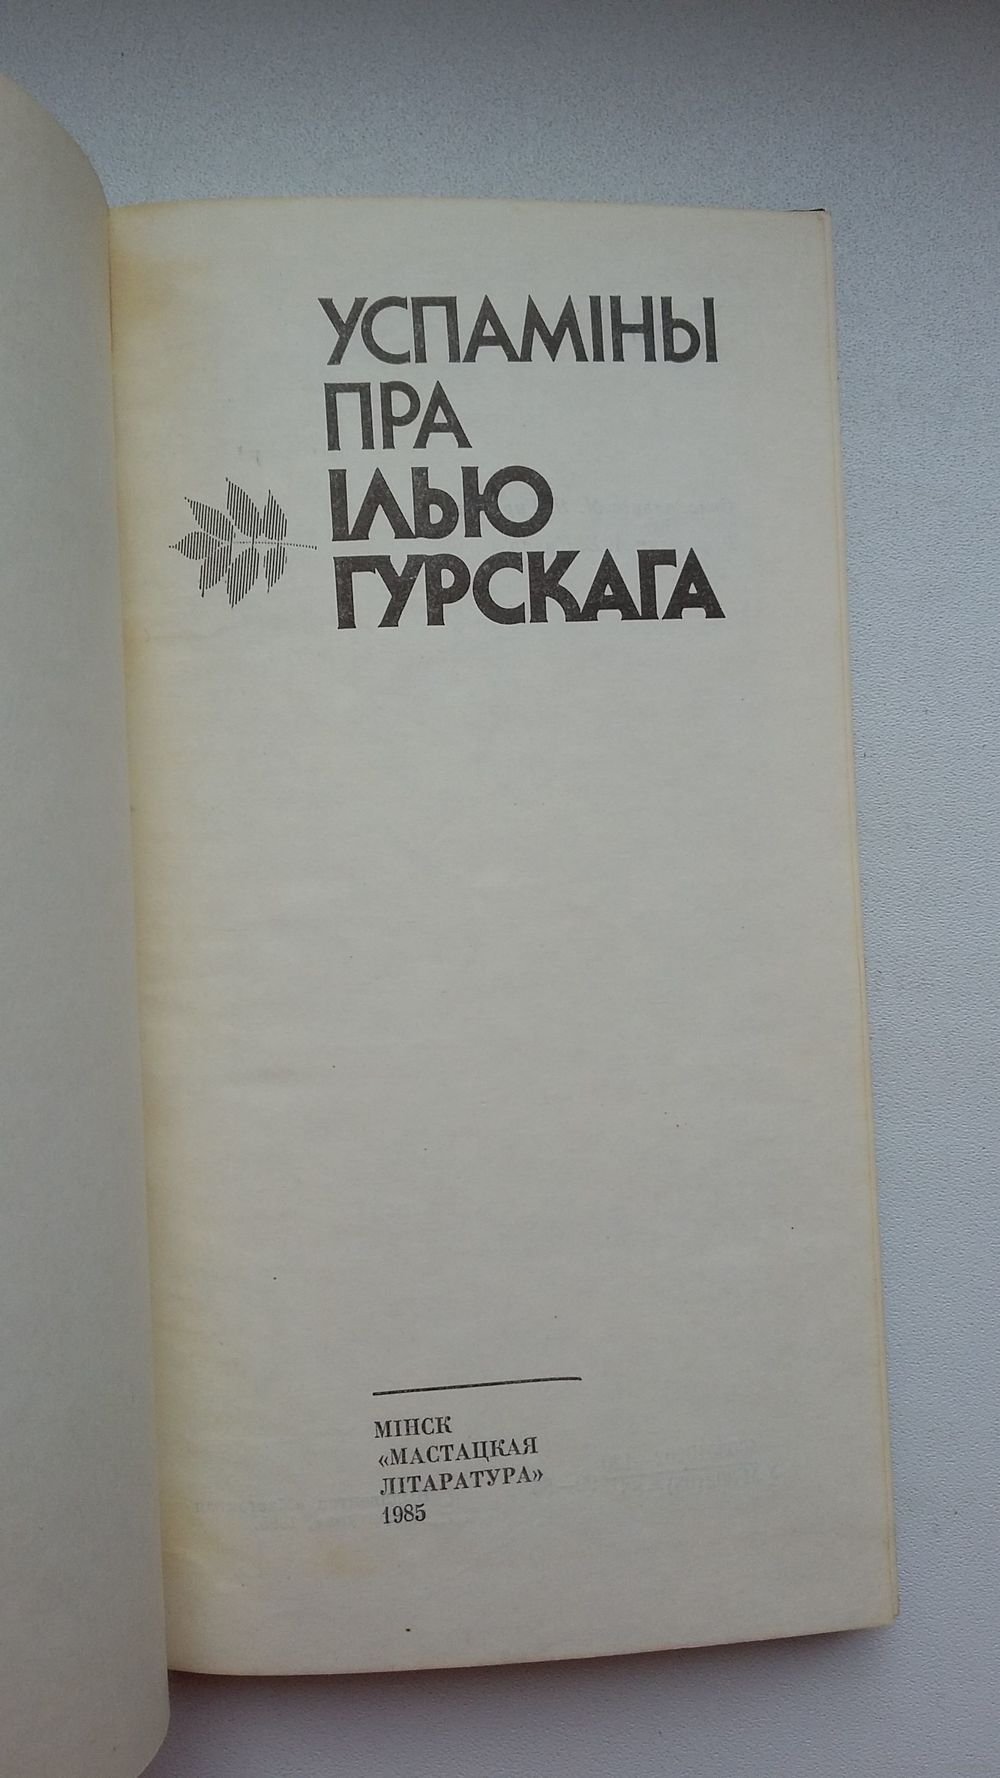 УСПАМІНЫ
ПРА
ІЛЬЮ
ГУРСКАГА
МІНСК
«МАСТАЦКАЯ
ЛІТАРАТУРА»
1985